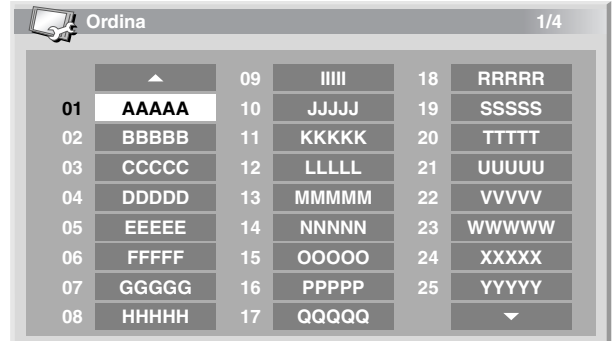 Ordina 1/4
09 IIIII 18 RRRRR
01 AAAAA 10 JJJJJ 19 SSSSS
02 BBBBB 11 KKKKK 20 TTTTT
03 CCCCC 12 LLLLL 21 UUUUU
04 DDDDD 13 MMMMM 22 VVVVV
05 EEEEE 14 NNNNN 23 WWWWW
06 FFFFF 15 OOOOO 24 XXXXX
07 GGGGG 16 PPPPP 25 YYYYY
08 HHHHH 17 QQQQQ